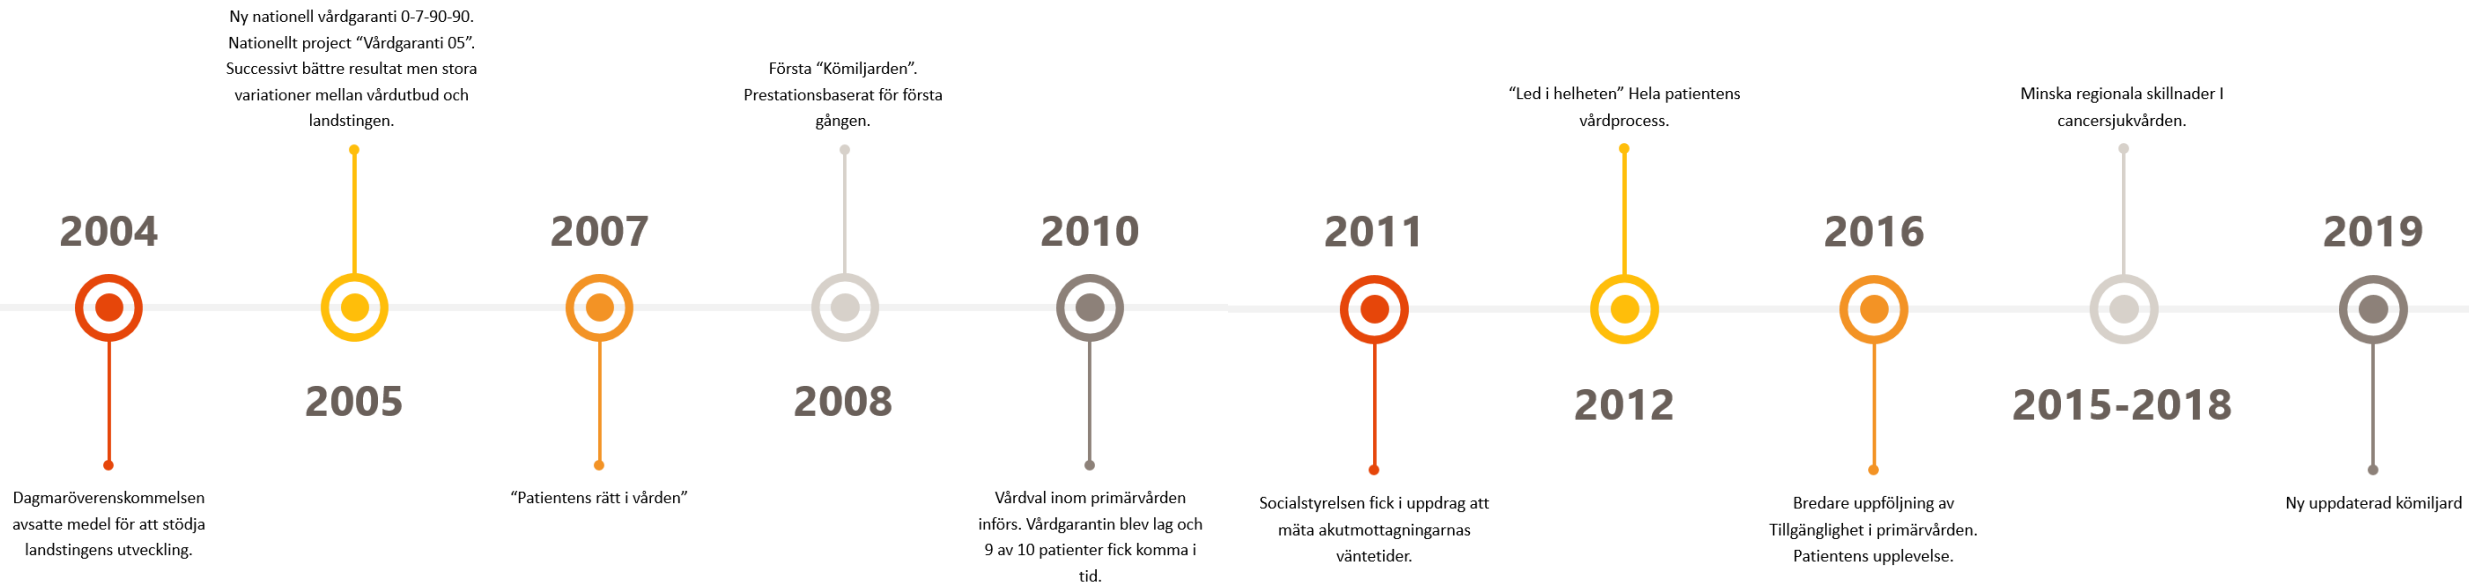 2004
Dagmaröverenskommelsen
avsatte medel för att stödja
landstingens utveckling.
Ny nationell vårdgaranti 0-7-90-90.
Nationellt project “Vårdgaranti 05”.
Successivt bättre resultat men stora
variationer mellan vårdutbud och
landstingen.
2005
2007
“Patientens rätt i vården”
Första “Kömiljarden”.
Prestationsbaserat för första
gången.
2008
2010
Vårdval inom primärvården
införs. Vårdgarantin blev lag och
9 av 10 patienter fick komma i
tid.
2011
Socialstyrelsen fick i uppdrag att
mäta akutmottagningarnas
väntetider.
“Led i helheten” Hela patientens
vårdprocess.
2012
2016
Bredare uppföljning av
Tillgänglighet i primärvården.
Patientens upplevelse.
Minska regionala skillnader I
cancersjukvården.
2015-2018
2019
Ny uppdaterad kömiljard